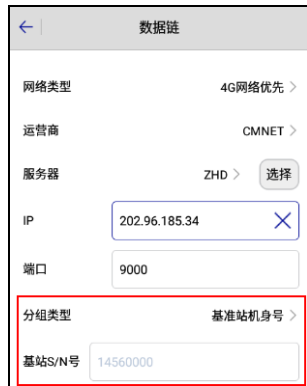 数据链
网络类型 4G网络优先
运营商 CMNET
服务器 ZHD 选择
IP 202.96.185.34
端口 9000
分组类型 基准站机身号
基站S/N号 14560000